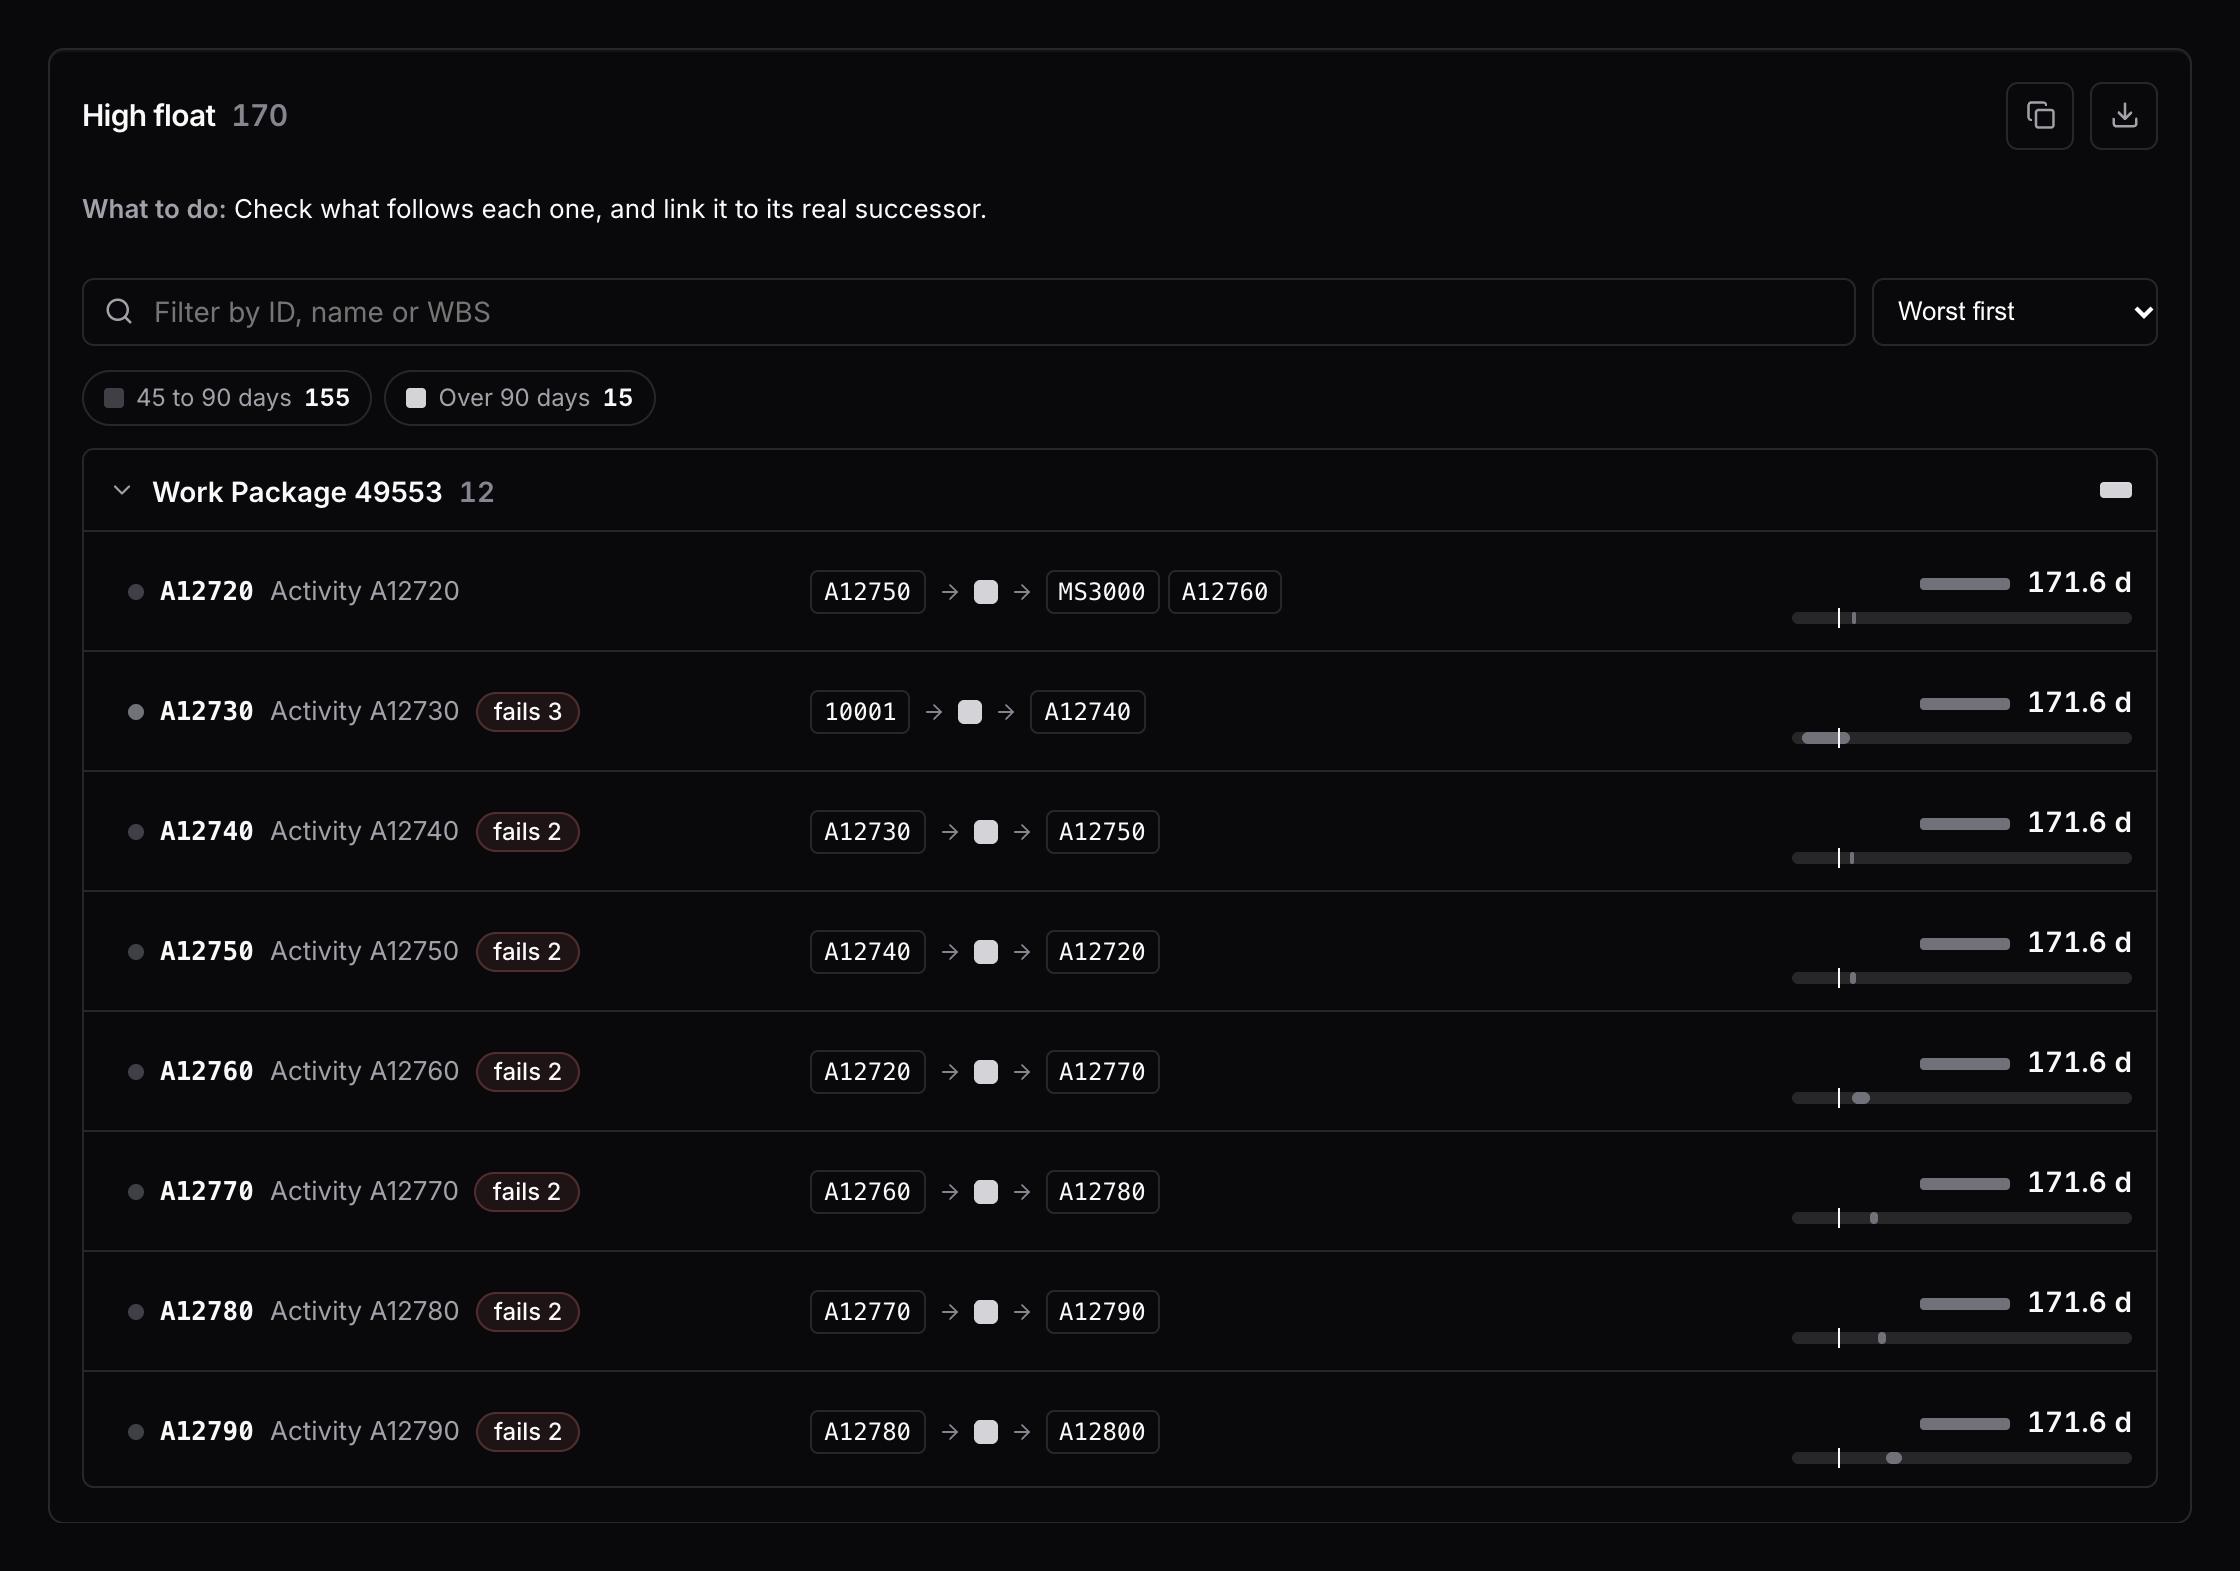 High float 170
What to do: Check what follows each one, and link it to its real successor.
Filter by ID, name or WBS
Worst first
45 to 90 days 155
Over 90 days 15
Work Package 49553 12
A12720 Activity A12720 A12750 → → MS3000 A12760 171.6 d
A12730 Activity A12730 fails 3 10001 → → A12740 171.6 d
A12740 Activity A12740 fails 2 A12730 → → A12750 171.6 d
A12750 Activity A12750 fails 2 A12740 → → A12720 171.6 d
A12760 Activity A12760 fails 2 A12720 → → A12770 171.6 d
A12770 Activity A12770 fails 2 A12760 → → A12780 171.6 d
A12780 Activity A12780 fails 2 A12770 → → A12790 171.6 d
A12790 Activity A12790 fails 2 A12780 → → A12800 171.6 d